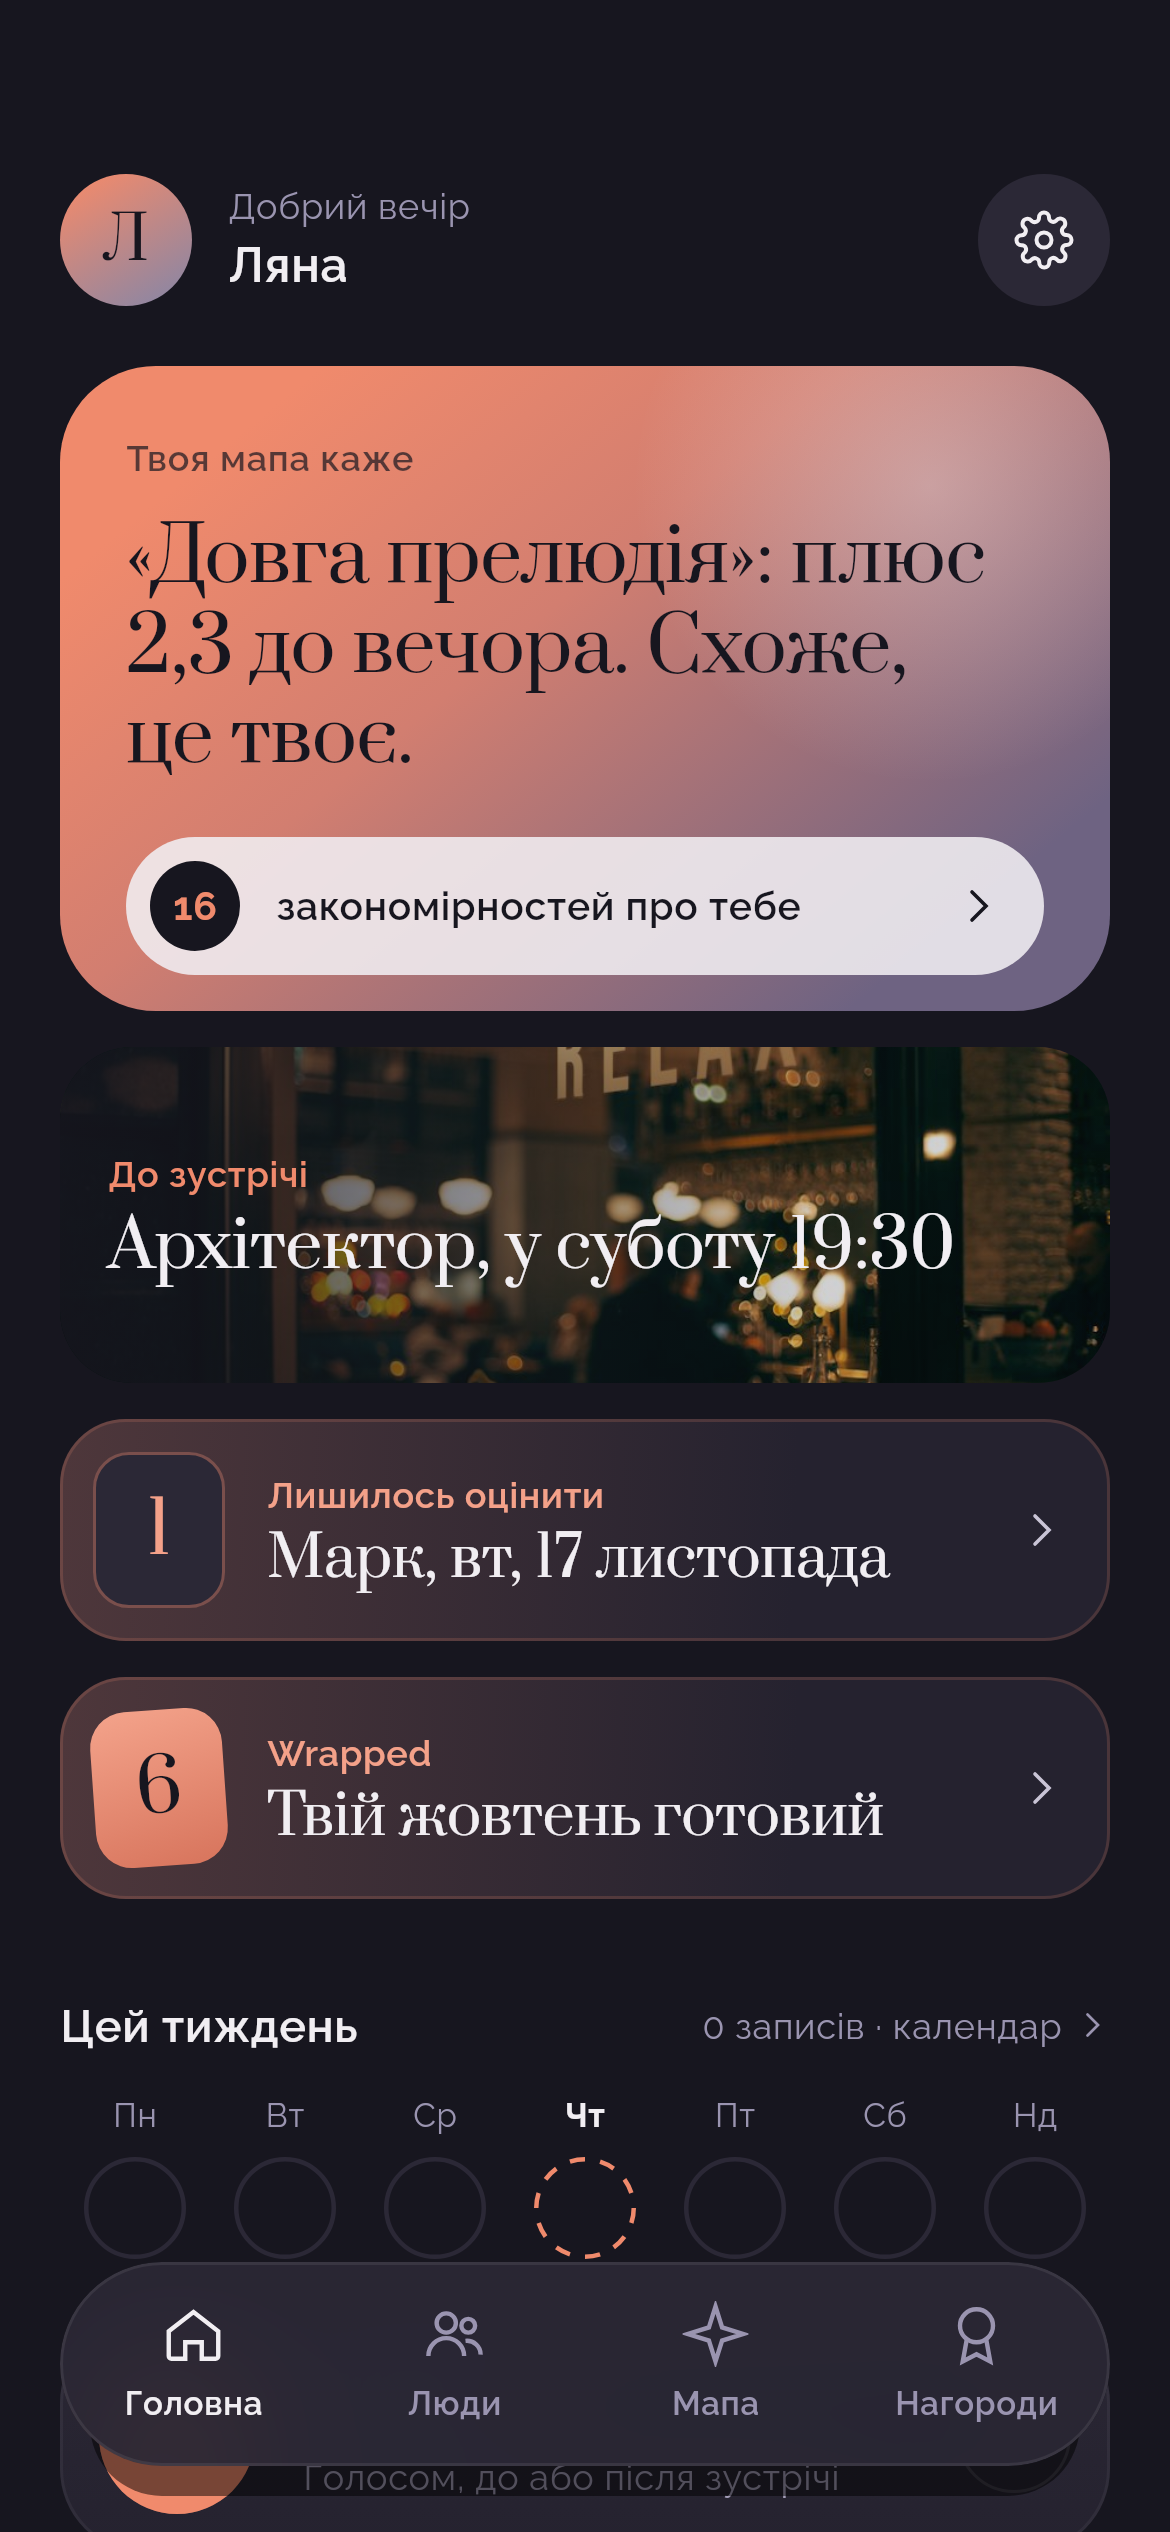 Л
Добрий вечір
Ляна
Твоя мапа каже
«Довга прелюдія»: плюс
2,3 до вечора. Схоже,
це твоє.
16 закономірностей про тебе
RELAX
До зустрічі
Архітектор, у суботу 19:30
1
Лишилось оцінити
Марк, вт, 17 листопада
6
Wrapped
Твій жовтень готовий
Цей тиждень
0 записів · календар
Пн Вт Ср Чт Пт Сб Нд
Головна Люди Мапа Нагороди
Голосом, до або після зустрічі